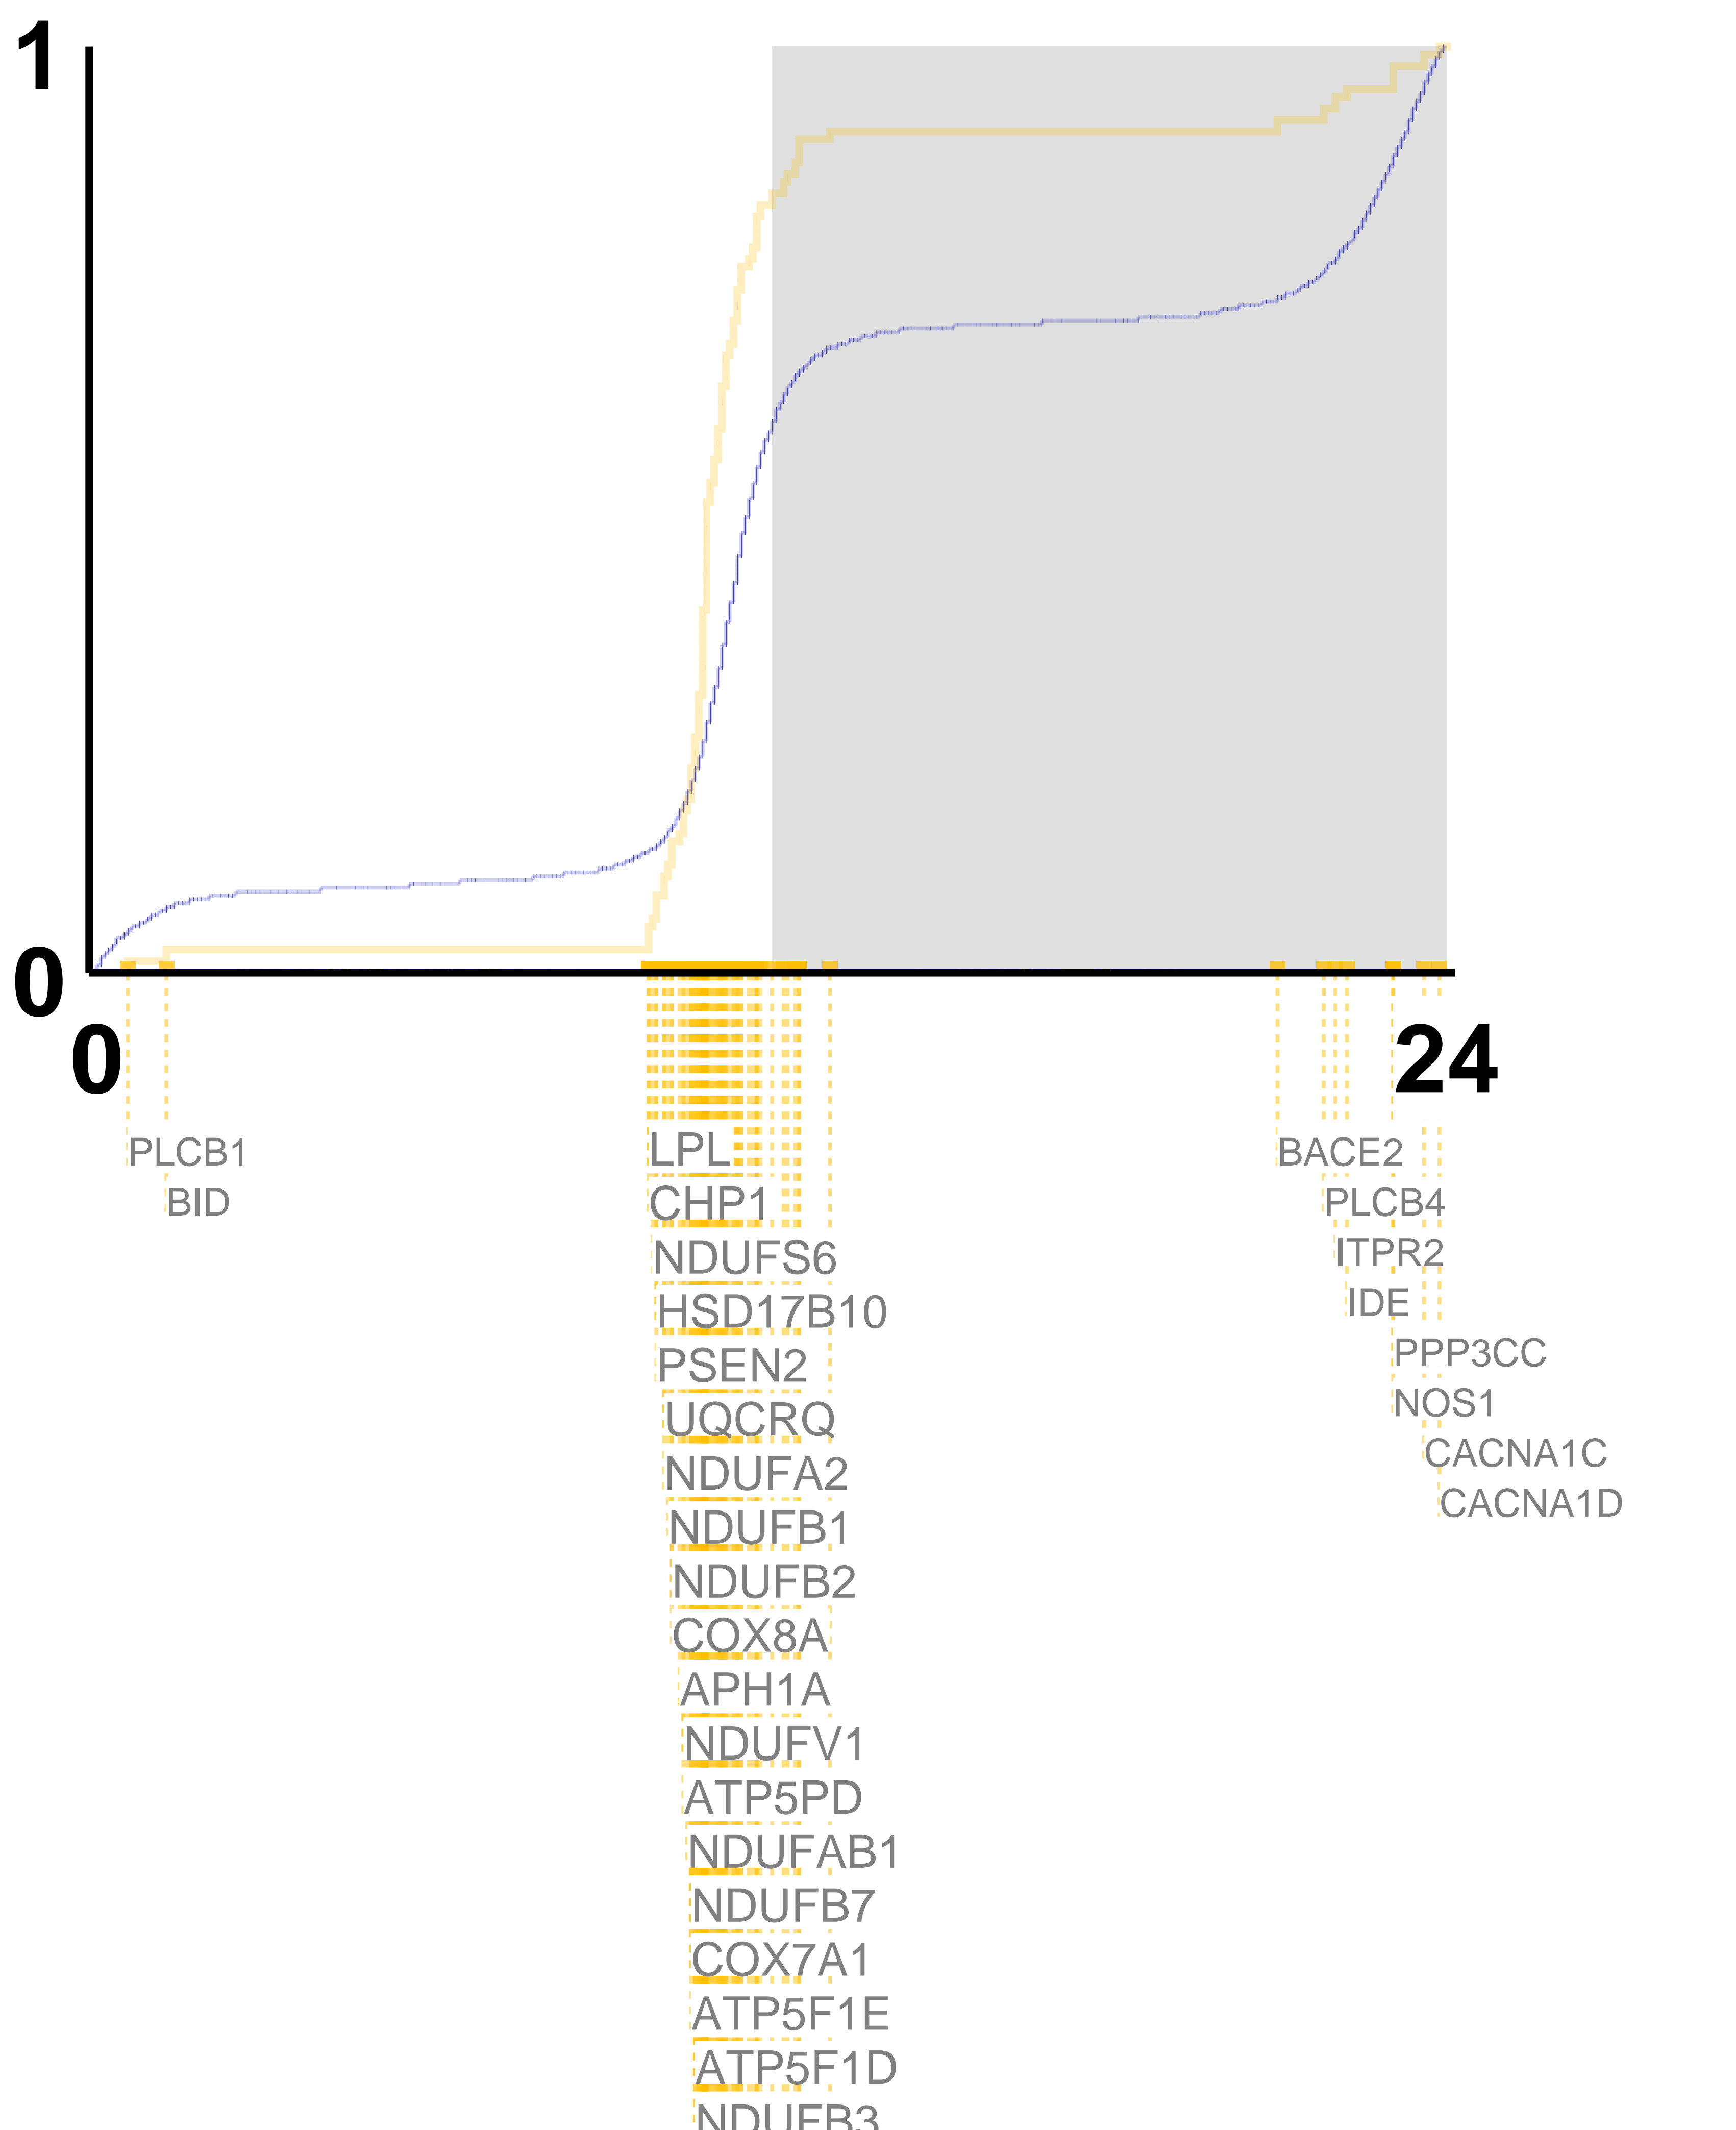 1
0
0
24
PLCB1
BID
LPL
CHP1
NDUFS6
HSD17B10
PSEN2
UQCRQ
NDUFA2
NDUFB1
NDUFB2
COX8A
APH1A
NDUFV1
ATP5PD
NDUFAB1
NDUFB7
COX7A1
ATP5F1E
ATP5F1D
NDUFB3
BACE2
PLCB4
ITPR2
IDE
PPP3CC
NOS1
CACNA1C
CACNA1D